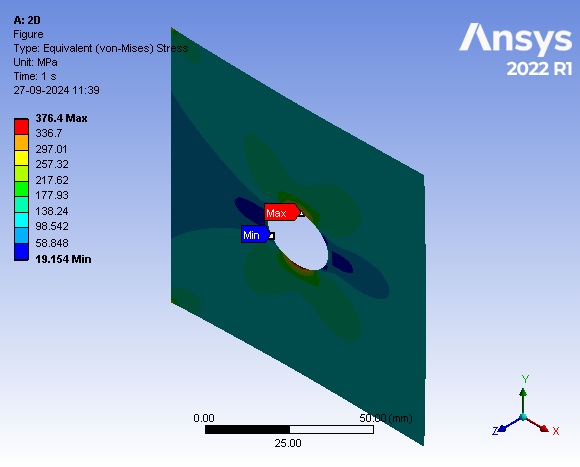 A: 2D
Figure
Type: Equivalent (von-Mises) Stress
Unit: MPa
Time: 1 s
27-09-2024 11:39
Ansys
2022 R1
376.4 Max
336.7
297.01
257.32
217.62
177.93
138.24
98.542
58.848
19.154 Min
Max
Min
0.00
50.00 (mm)
25.00
Y
Z
X